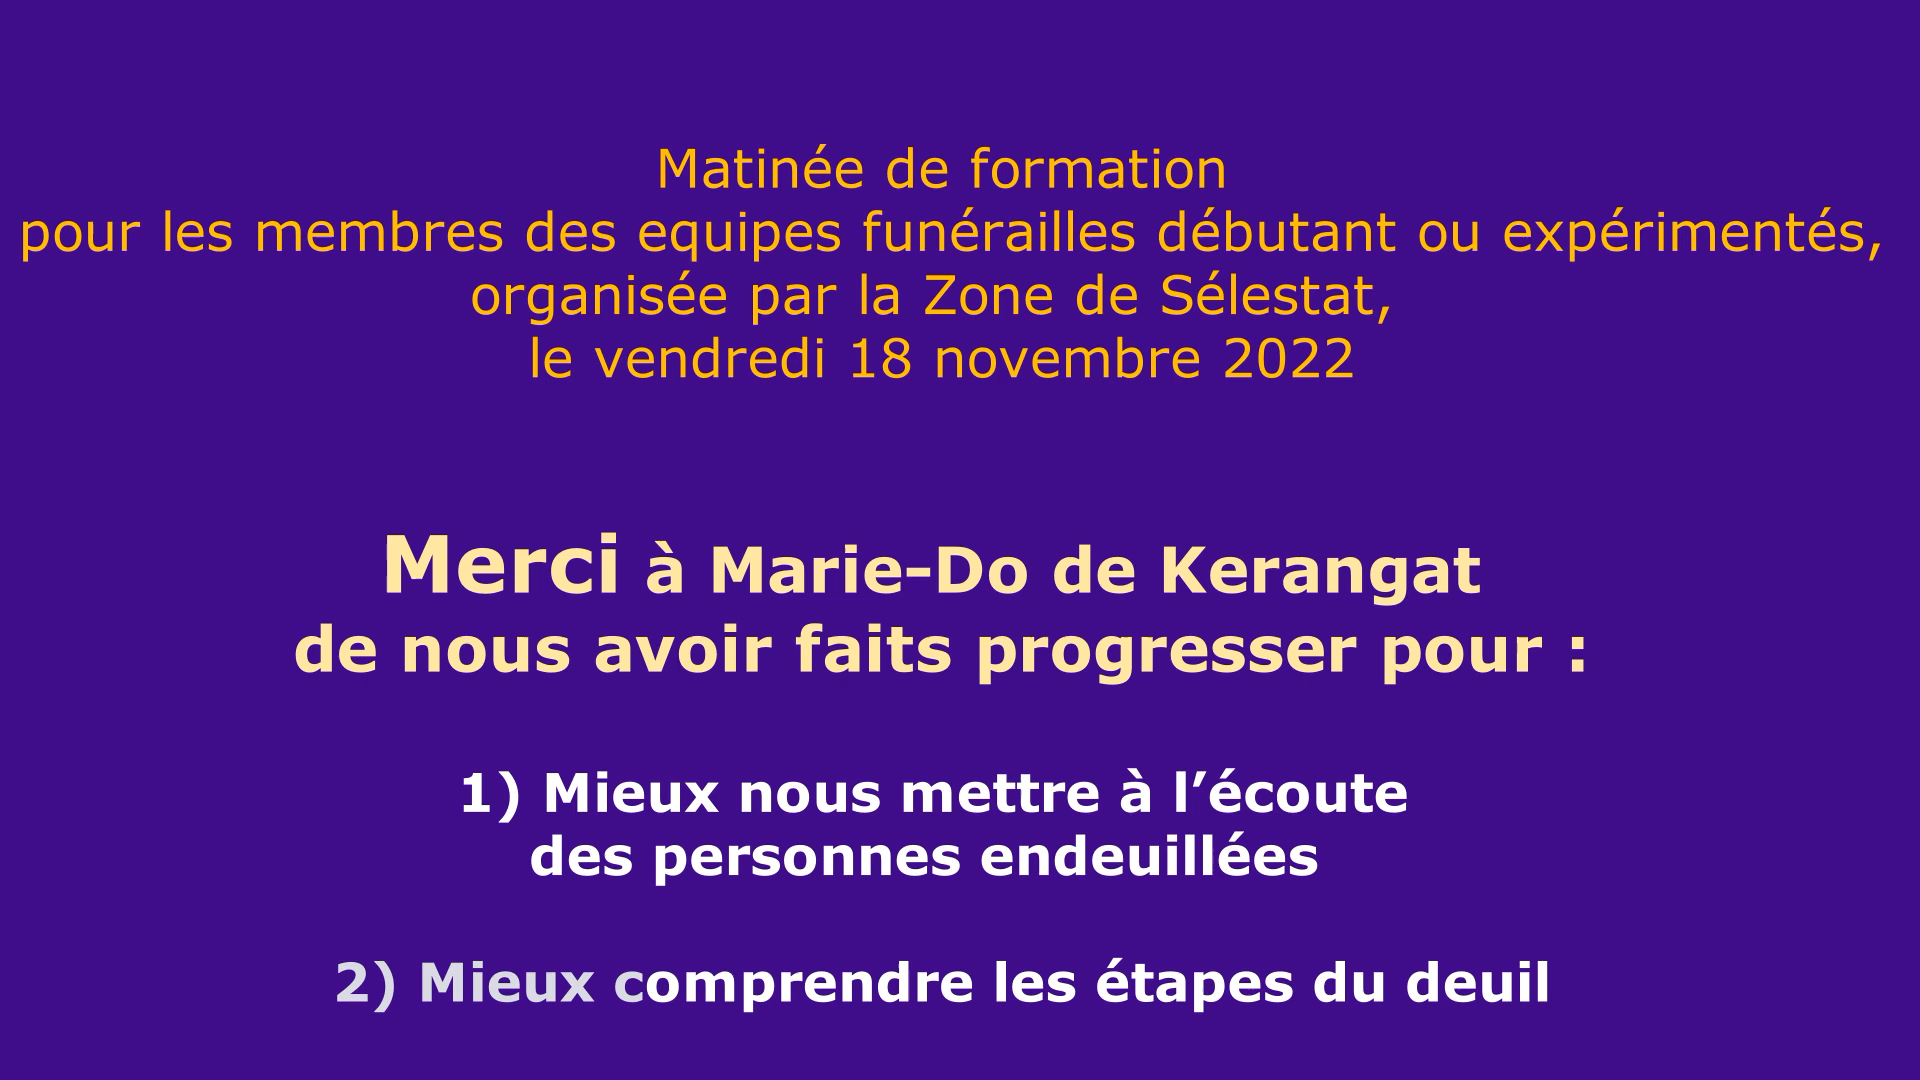 Matinée de formation
pour les membres des equipes funérailles débutant ou expérimentés,
organisée par la Zone de Sélestat,
le vendredi 18 novembre 2022
Merci à Marie-Do de Kerangat
de nous avoir faits progresser pour :
1) Mieux nous mettre à l’écoute
des personnes endeuillées
2) Mieux comprendre les étapes du deuil